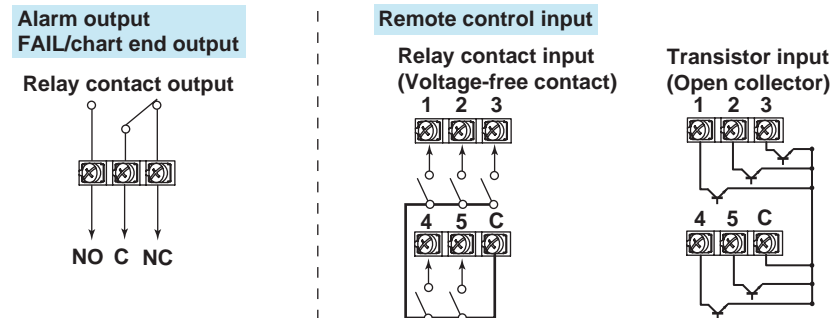 Alarm output
FAIL/chart end output
Relay contact output
NO C NC
Remote control input
Relay contact input
(Voltage-free contact)
1 2 3
4 5 C
Transistor input
(Open collector)
1 2 3
4 5 C